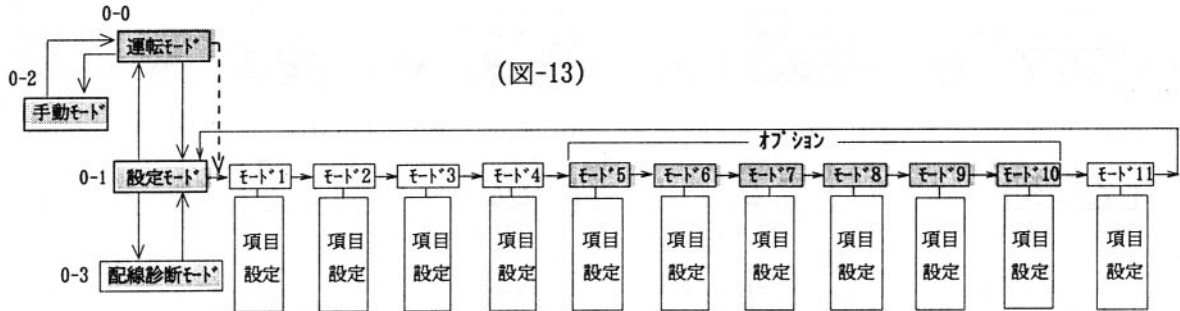 0-0
運転ﾓｰﾄﾞ
(図-13)
0-2
手動ﾓｰﾄﾞ
オプション
0-1
設定ﾓｰﾄﾞ
ﾓｰﾄﾞ1
ﾓｰﾄﾞ2
ﾓｰﾄﾞ3
ﾓｰﾄﾞ4
ﾓｰﾄﾞ5
ﾓｰﾄﾞ6
ﾓｰﾄﾞ7
ﾓｰﾄﾞ8
ﾓｰﾄﾞ9
ﾓｰﾄﾞ10
ﾓｰﾄﾞ11
項目
設定
項目
設定
項目
設定
項目
設定
項目
設定
項目
設定
項目
設定
項目
設定
項目
設定
項目
設定
項目
設定
0-3
配線診断ﾓｰﾄﾞ